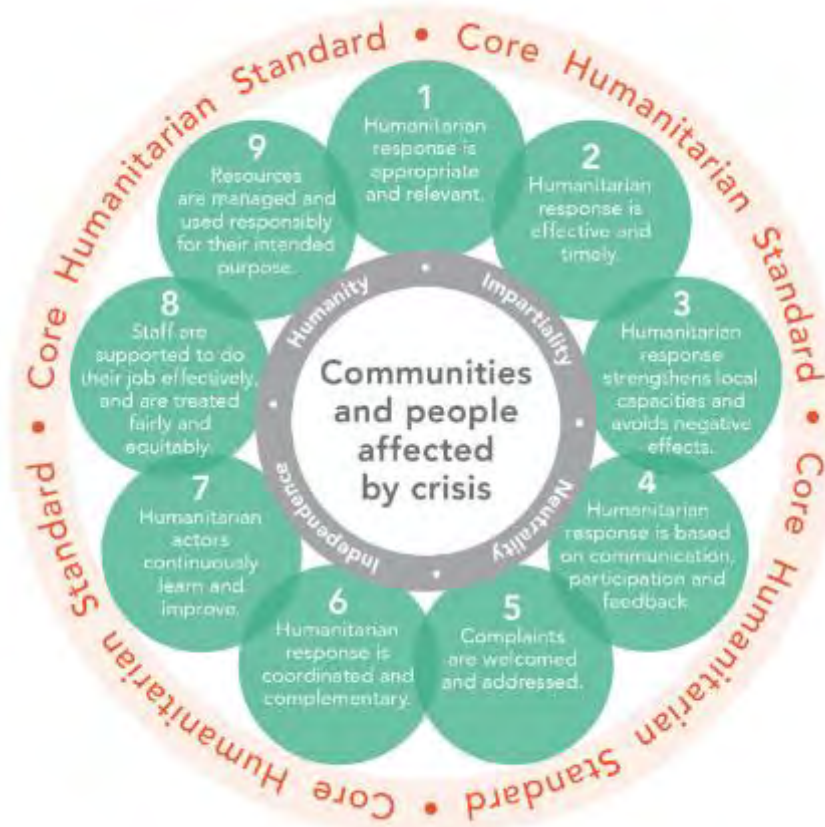 Core Humanitarian Standard • Core Humanitarian Standard • Core Humanitarian Standard • Core Humanitarian Standard •
1
Humanitarian
response is
appropriate
and relevant.
2
Humanitarian
response is
effective and
timely.
3
Humanitarian
response
strengthens local
capacities and
avoids negative
effects.
4
Humanitarian
response is based
on communication,
participation and
feedback
5
Complaints
are welcomed
and addressed.
6
Humanitarian
response is
coordinated and
complementary.
7
Humanitarian
actors
continuously
learn and
improve.
8
Staff are
supported to do
their job effectively,
and are treated
fairly and
equitably.
9
Resources
are managed and
used responsibly
for their intended
purpose.
Humanity • Impartiality • Neutrality • Independence •
Communities
and people
affected
by crisis